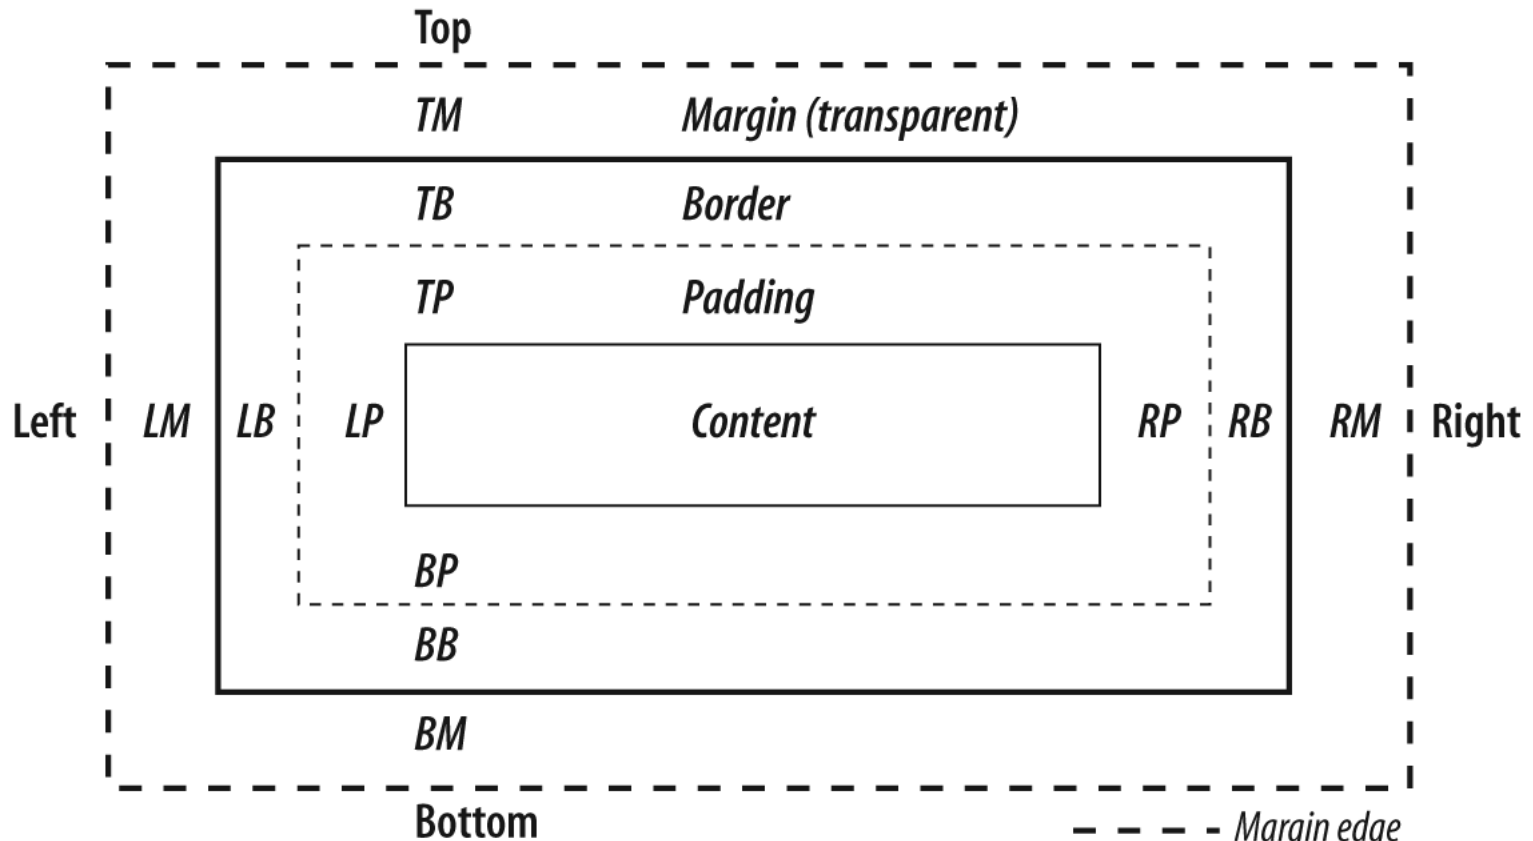 Top
TM Margin (transparent)
TB Border
TP Padding
Left LM LB LP Content RP RB RM Right
BP
BB
BM
Bottom
Margin edge